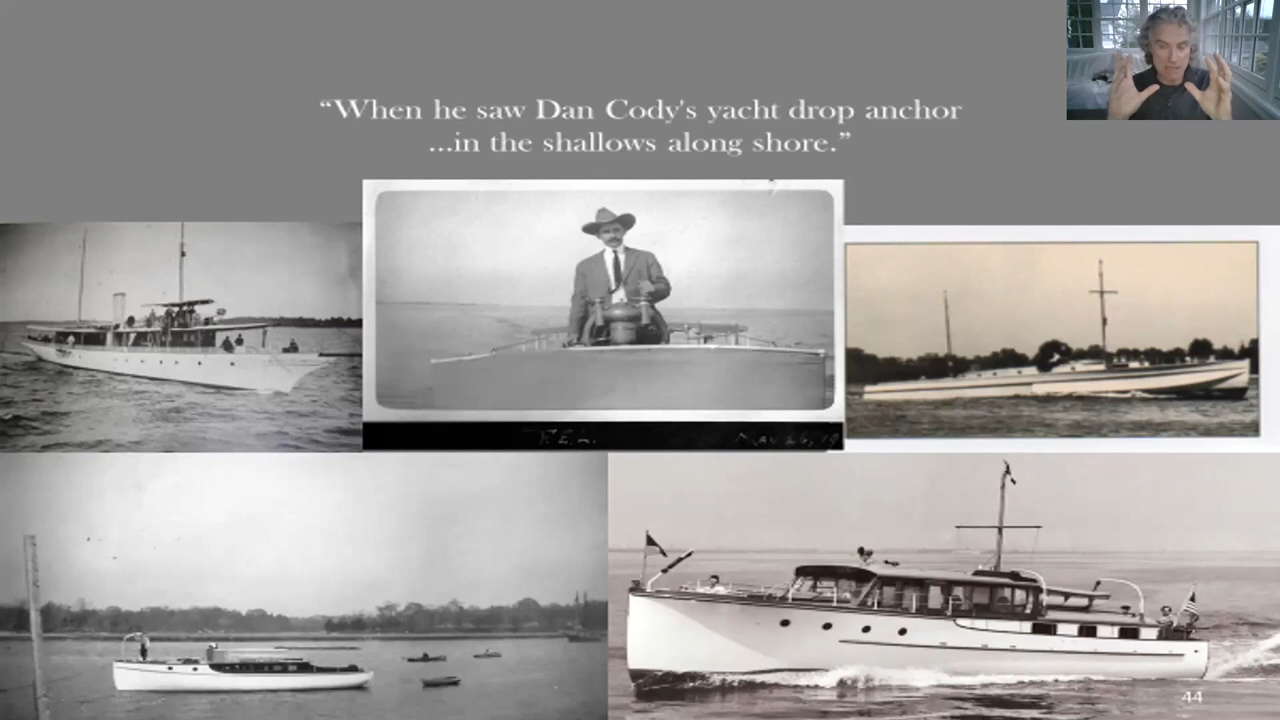 “When he saw Dan Cody's yacht drop anchor
...in the shallows along shore.”
F.E.L.
44